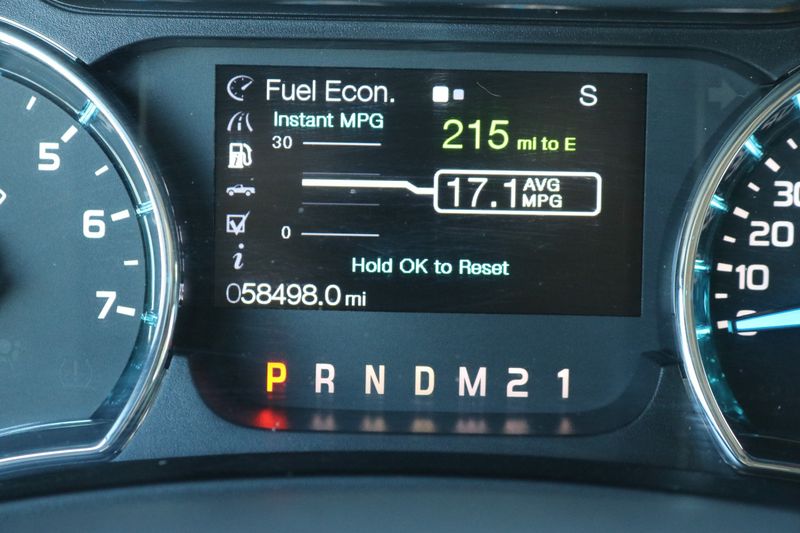 Fuel Econ.
S
Instant MPG
30
215 mi to E
17.1 AVG MPG
0
Hold OK to Reset
i
058498.0 mi
P R N D M 2 1
5
6
7
30
20
10
0